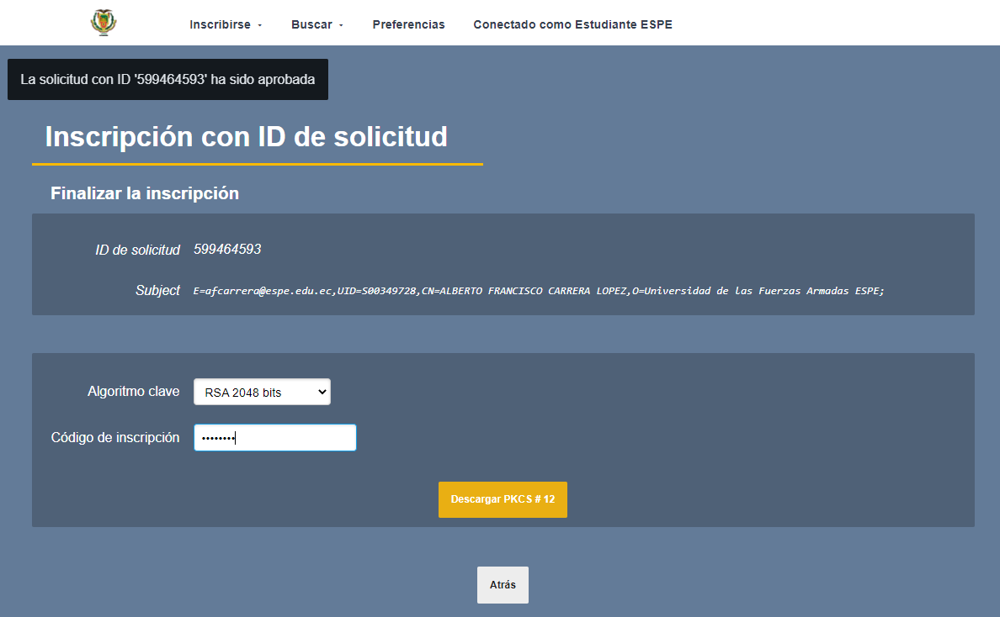 Inscribirse Buscar Preferencias Conectado como Estudiante ESPE
La solicitud con ID '599464593' ha sido aprobada
Inscripción con ID de solicitud
Finalizar la inscripción
ID de solicitud 599464593
Subject E=afcarrera@espe.edu.ec,UID=S00349728,CN=ALBERTO FRANCISCO CARRERA LOPEZ,O=Universidad de las Fuerzas Armadas ESPE;
Algoritmo clave RSA 2048 bits
Código de inscripción ••••••••
Descargar PKCS # 12
Atrás